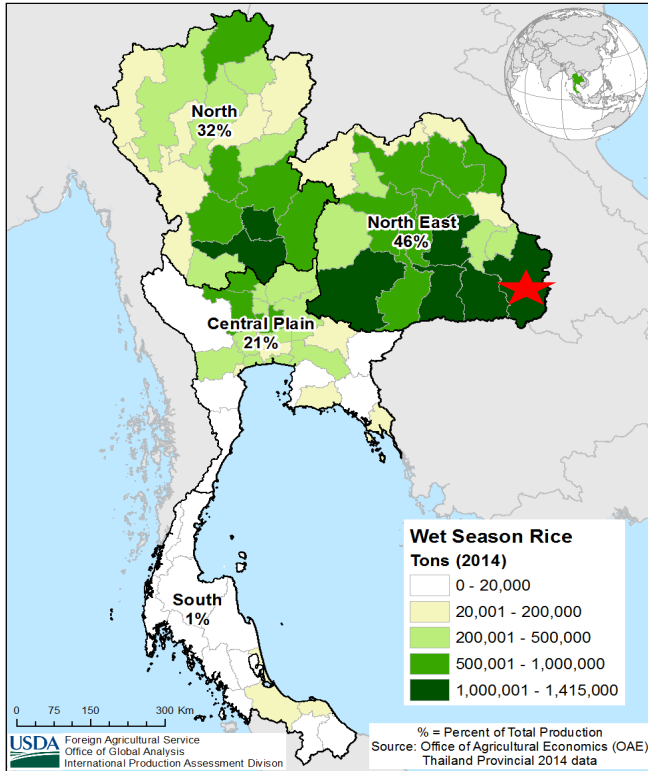 North
32%
North East
46%
Central Plain
21%
South
1%
Wet Season Rice
Tons (2014)
0 - 20,000
20,001 - 200,000
200,001 - 500,000
500,001 - 1,000,000
1,000,001 - 1,415,000
0 75 150 300 Km
USDA
Foreign Agricultural Service
Office of Global Analysis
International Production Assessment Divison
% = Percent of Total Production
Source: Office of Agricultural Economics (OAE)
Thailand Provincial 2014 data